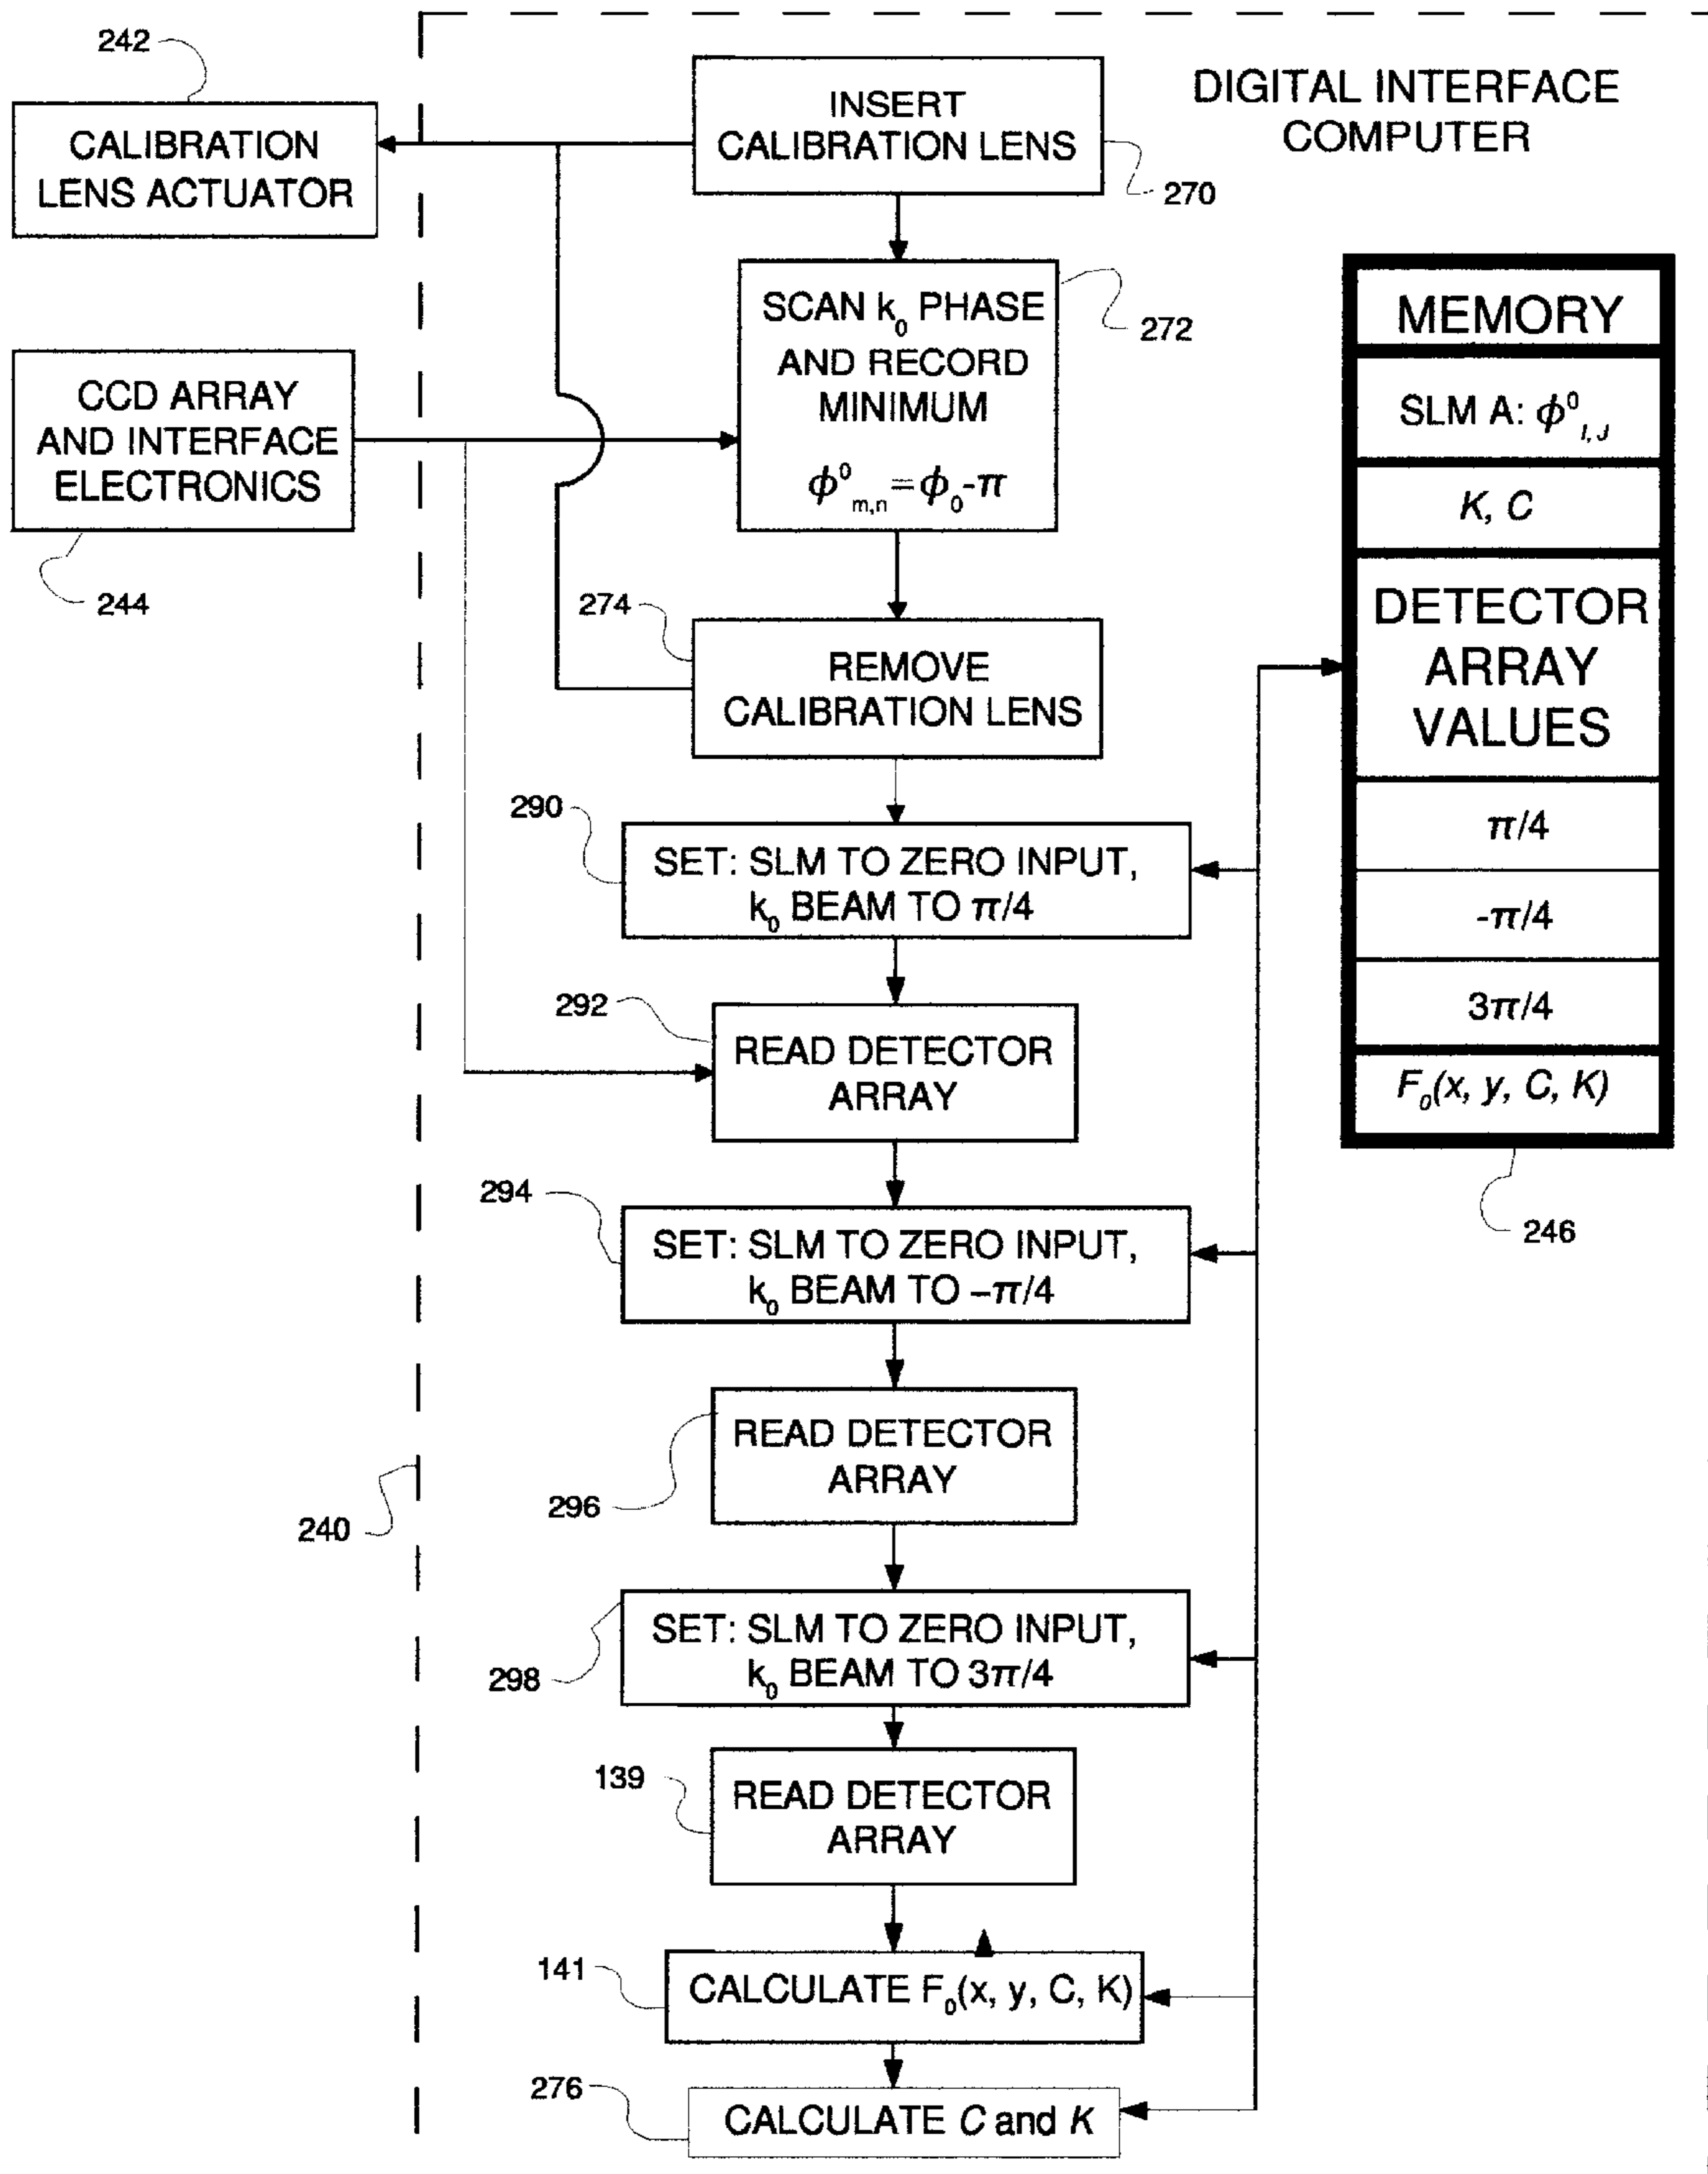 242
CALIBRATION
LENS ACTUATOR
INSERT
CALIBRATION LENS
270
DIGITAL INTERFACE
COMPUTER
CCD ARRAY
AND INTERFACE
ELECTRONICS
244
SCAN k₀ PHASE
AND RECORD
MINIMUM
ϕ⁰ₘ,ₙ=ϕ₀-π
272
274
REMOVE
CALIBRATION LENS
290
SET: SLM TO ZERO INPUT,
k₀ BEAM TO π/4
292
READ DETECTOR
ARRAY
294
SET: SLM TO ZERO INPUT,
k₀ BEAM TO –π/4
296
READ DETECTOR
ARRAY
240
298
SET: SLM TO ZERO INPUT,
k₀ BEAM TO 3π/4
139
READ DETECTOR
ARRAY
141
CALCULATE F₀(x, y, C, K)
276
CALCULATE C and K
MEMORY
SLM A: ϕ⁰ I, J
K, C
DETECTOR
ARRAY
VALUES
π/4
-π/4
3π/4
F₀(x, y, C, K)
246